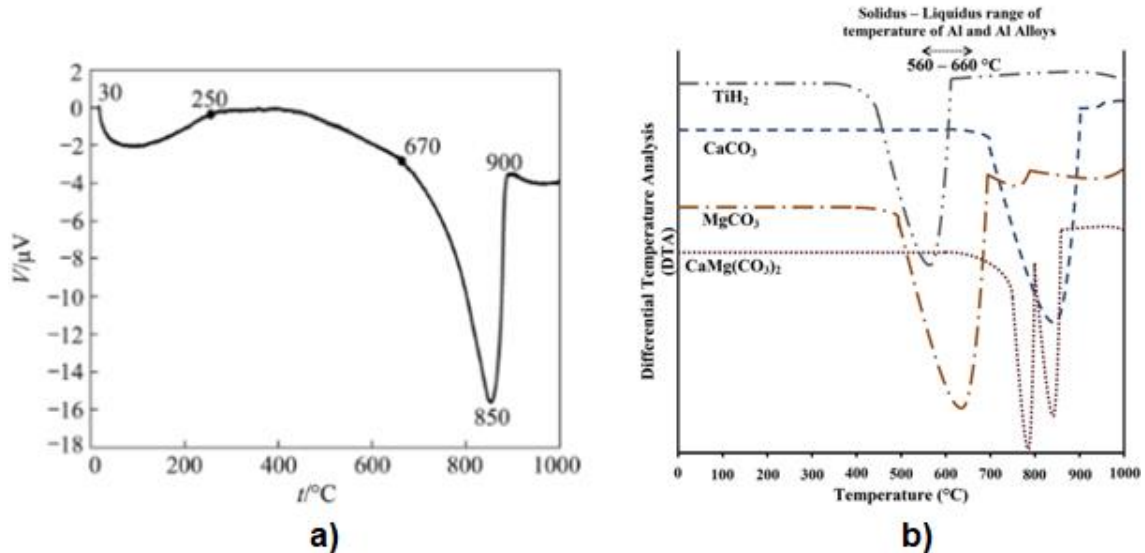 2
0
−2
−4
−6
−8
−10
−12
−14
−16
−18
V/μV
30
250
670
900
850
0 200 400 600 800 1000
t/°C
a)
Solidus – Liquidus range of
temperature of Al and Al Alloys
560 – 660 °C
TiH2
CaCO3
MgCO3
CaMg(CO3)2
Differential Temperature Analysis
(DTA)
0 100 200 300 400 500 600 700 800 900 1000
Temperature (°C)
b)